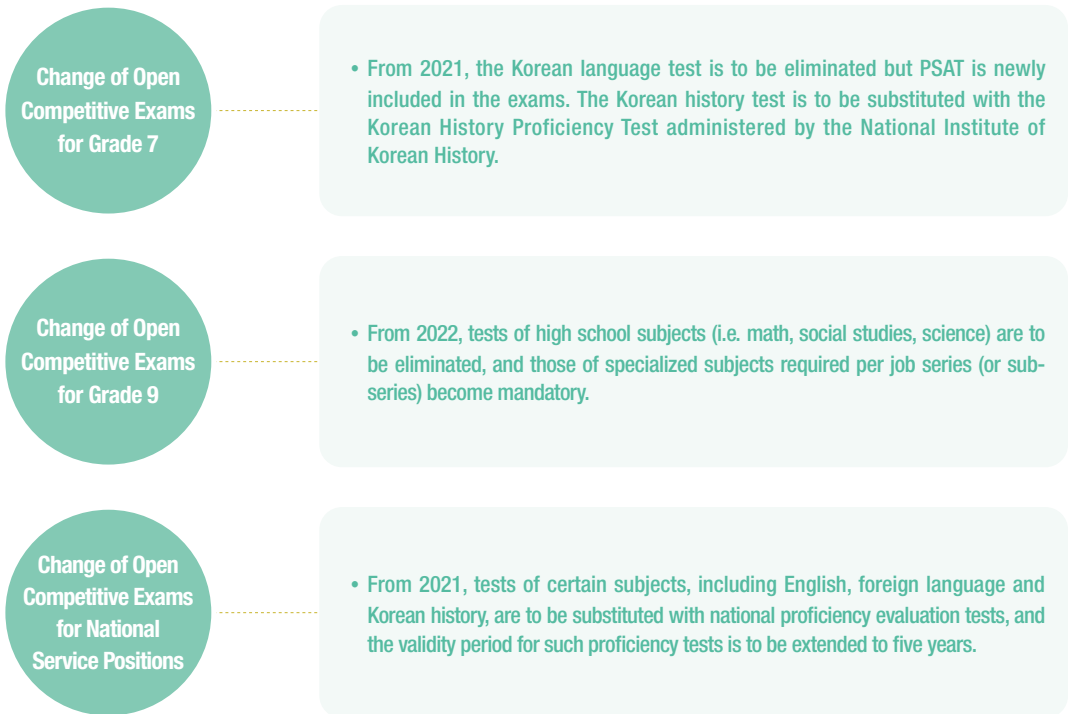 Change of Open
Competitive Exams
for Grade 7
• From 2021, the Korean language test is to be eliminated but PSAT is newly
included in the exams. The Korean history test is to be substituted with the
Korean History Proficiency Test administered by the National Institute of
Korean History.
Change of Open
Competitive Exams
for Grade 9
• From 2022, tests of high school subjects (i.e. math, social studies, science) are to
be eliminated, and those of specialized subjects required per job series (or sub-
series) become mandatory.
Change of Open
Competitive Exams
for National
Service Positions
• From 2021, tests of certain subjects, including English, foreign language and
Korean history, are to be substituted with national proficiency evaluation tests, and
the validity period for such proficiency tests is to be extended to five years.